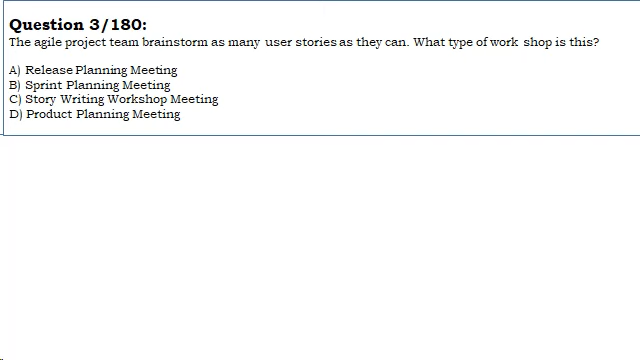 Question 3/180:
The agile project team brainstorm as many user stories as they can. What type of work shop is this?
A) Release Planning Meeting
B) Sprint Planning Meeting
C) Story Writing Workshop Meeting
D) Product Planning Meeting